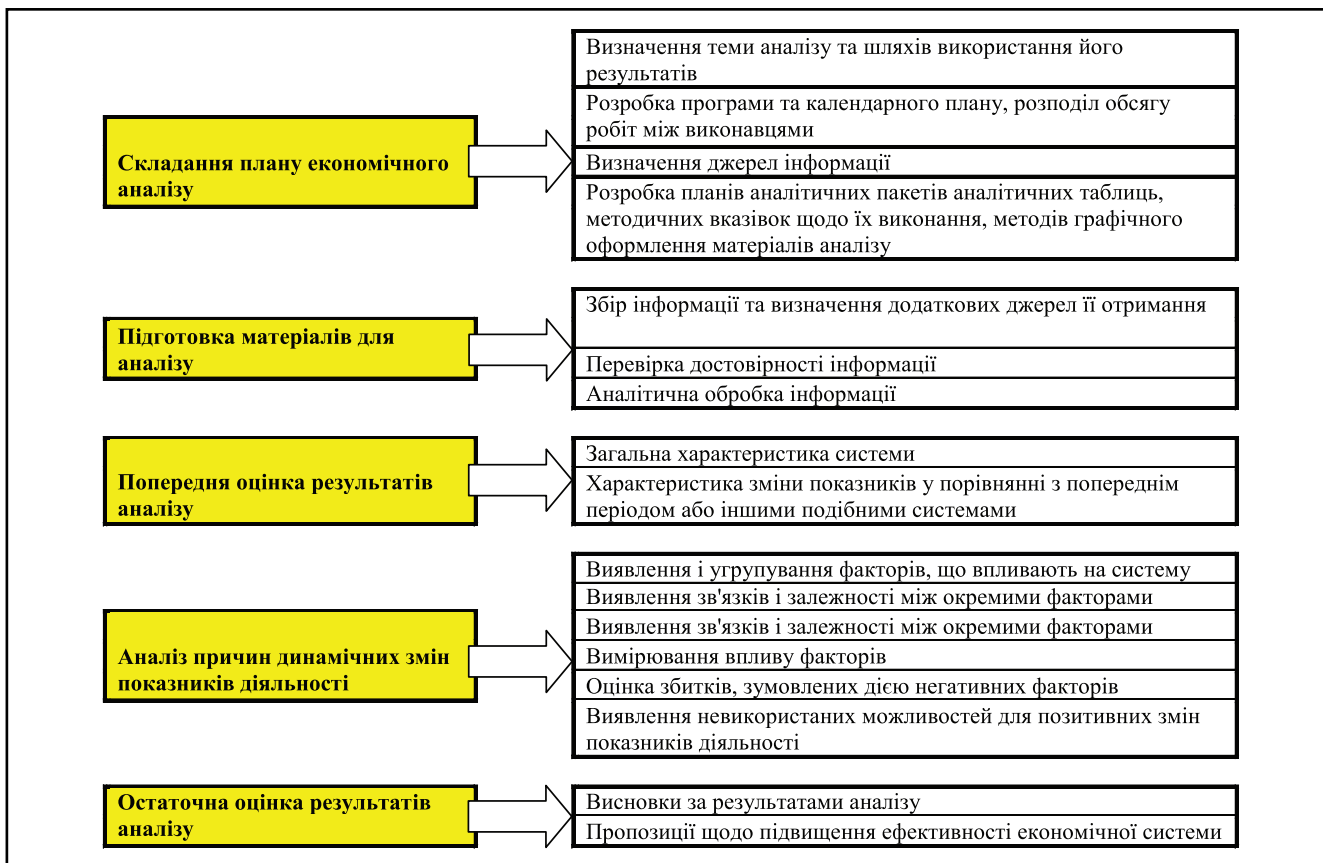 Складання плану економічного
аналізу
Визначення теми аналізу та шляхів використання його
результатів
Розробка програми та календарного плану, розподіл обсягу
робіт між виконавцями
Визначення джерел інформації
Розробка планів аналітичних пакетів аналітичних таблиць,
методичних вказівок щодо їх виконання, методів графічного
оформлення матеріалів аналізу
Підготовка матеріалів для
аналізу
Збір інформації та визначення додаткових джерел її отримання
Перевірка достовірності інформації
Аналітична обробка інформації
Попередня оцінка результатів
аналізу
Загальна характеристика системи
Характеристика зміни показників у порівнянні з попереднім
періодом або іншими подібними системами
Аналіз причин динамічних змін
показників діяльності
Виявлення і угрупування факторів, що впливають на систему
Виявлення зв'язків і залежності між окремими факторами
Виявлення зв'язків і залежності між окремими факторами
Вимірювання впливу факторів
Оцінка збитків, зумовлених дією негативних факторів
Виявлення невикористаних можливостей для позитивних змін
показників діяльності
Остаточна оцінка результатів
аналізу
Висновки за результатами аналізу
Пропозиції щодо підвищення ефективності економічної системи